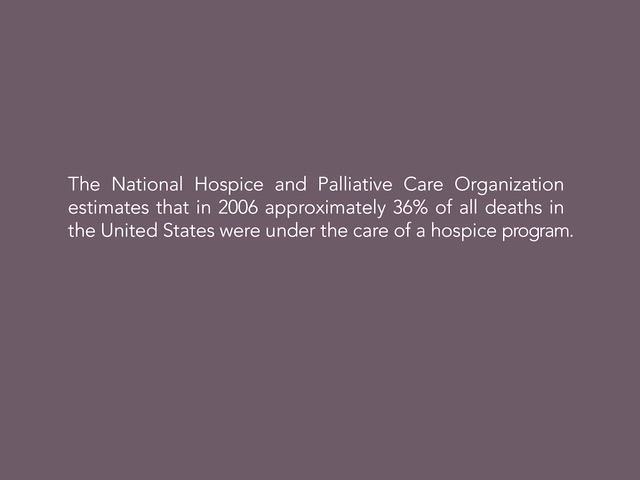 The National Hospice and Palliative Care Organization
estimates that in 2006 approximately 36% of all deaths in
the United States were under the care of a hospice program.